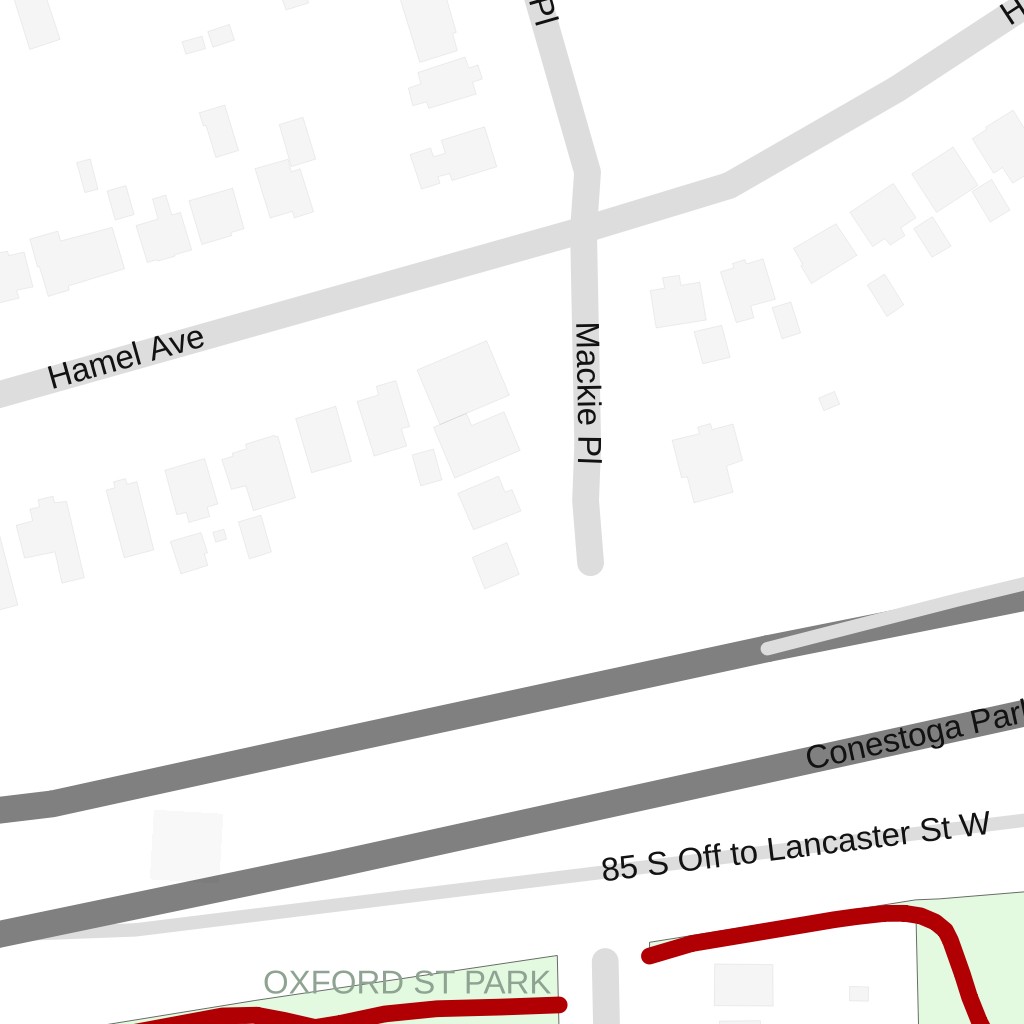 Pl
H
Hamel Ave
Mackie Pl
Conestoga Park
85 S Off to Lancaster St W
OXFORD ST PARK